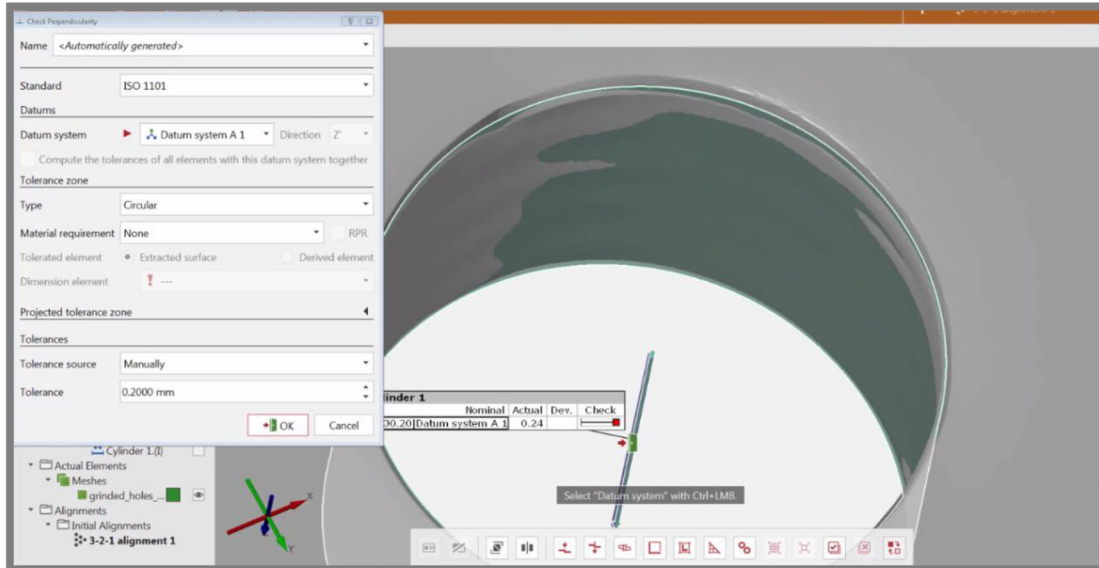 Check Perpendicularity
Name <Automatically generated>
Standard ISO 1101
Datums
Datum system Datum system A 1 Direction Z'
Compute the tolerances of all elements with this datum system together
Tolerance zone
Type Circular
Material requirement None RPR
Tolerated element Extracted surface Derived element
Dimension element ---
Projected tolerance zone
Tolerances
Tolerance source Manually
Tolerance 0.2000 mm
OK Cancel
linder 1
Nominal Actual Dev. Check
00.20 Datum system A 1 0.24
Cylinder 1.(I)
Actual Elements
Meshes
grinded_holes_...
Alignments
Initial Alignments
3-2-1 alignment 1
X
Y
Select "Datum system" with Ctrl+LMB.